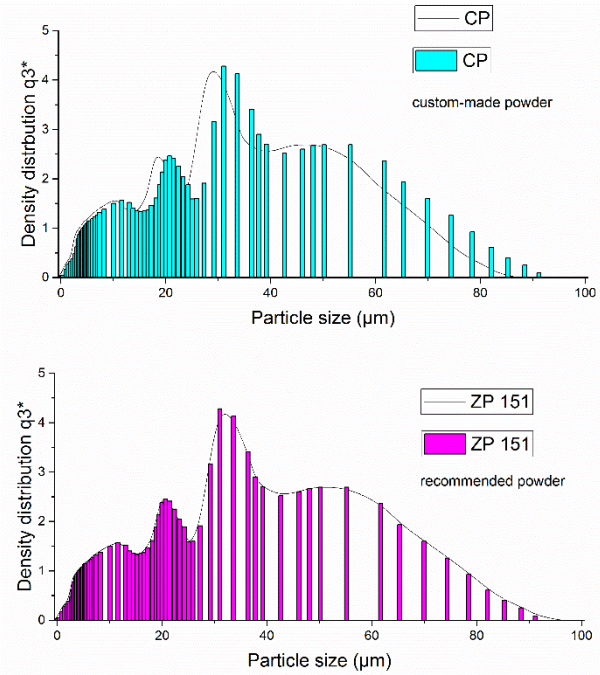 CP
CP
custom-made powder
Density distrbution q3*
5
4
3
2
1
0
0 20 40 60 80 100
Particle size (µm)
ZP 151
ZP 151
recommended powder
Density distrbution q3*
5
4
3
2
1
0
0 20 40 60 80 100
Particle size (µm)